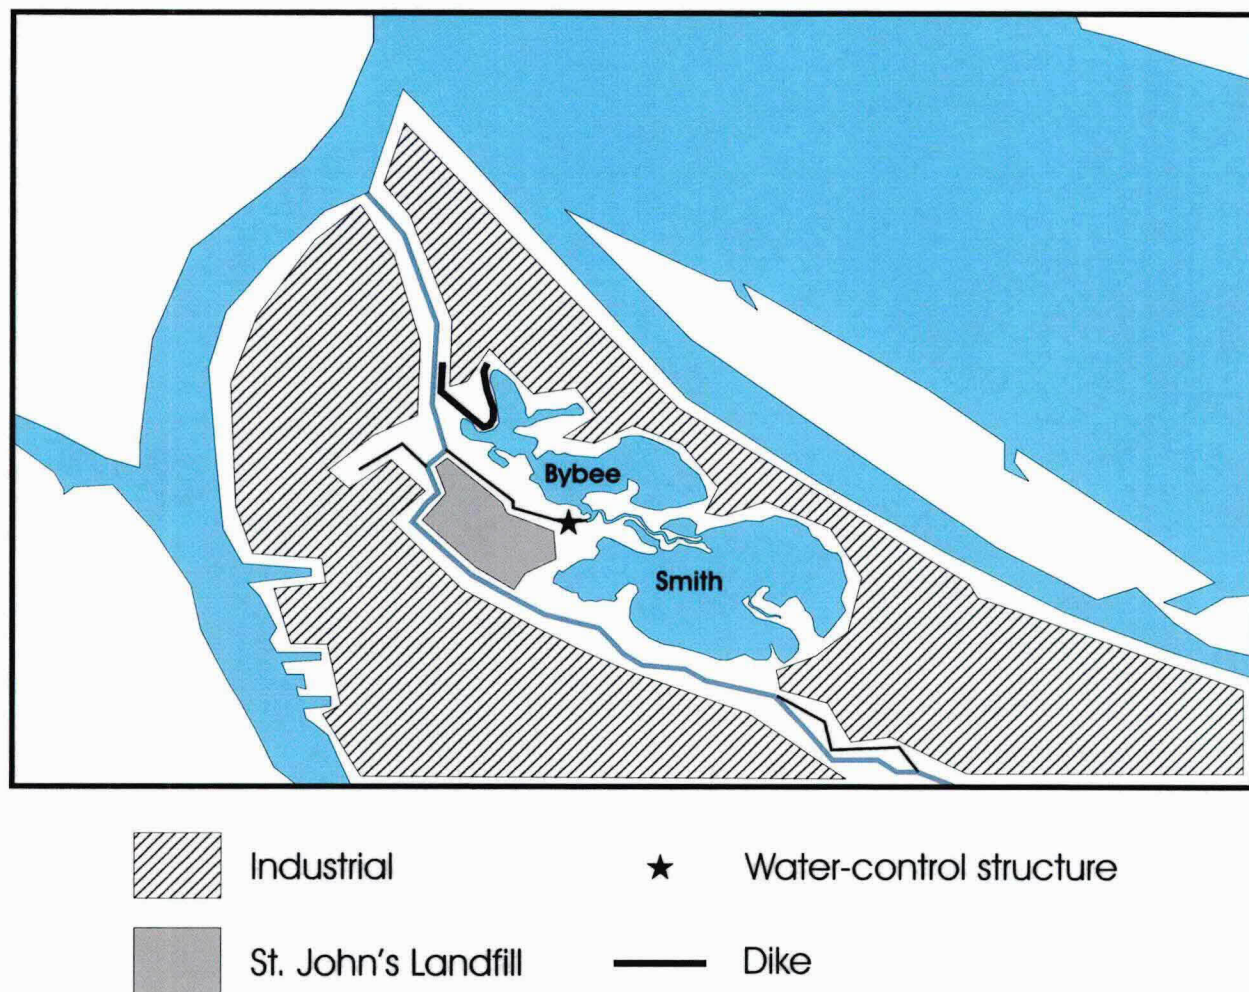 Bybee
Smith
Industrial
Water-control structure
St. John's Landfill
Dike